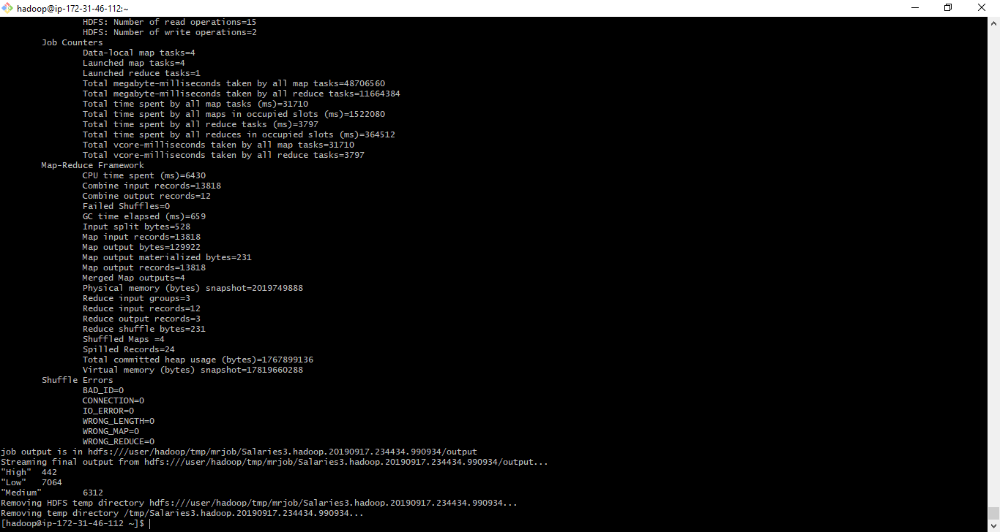 hadoop@ip-172-31-46-112:~
HDFS: Number of read operations=15
HDFS: Number of write operations=2
Job Counters
Data-local map tasks=4
Launched map tasks=4
Launched reduce tasks=1
Total megabyte-milliseconds taken by all map tasks=48706560
Total megabyte-milliseconds taken by all reduce tasks=11664384
Total time spent by all map tasks (ms)=31710
Total time spent by all maps in occupied slots (ms)=1522080
Total time spent by all reduce tasks (ms)=3797
Total time spent by all reduces in occupied slots (ms)=364512
Total vcore-milliseconds taken by all map tasks=31710
Total vcore-milliseconds taken by all reduce tasks=3797
Map-Reduce Framework
CPU time spent (ms)=6430
Combine input records=13818
Combine output records=12
Failed Shuffles=0
GC time elapsed (ms)=659
Input split bytes=528
Map input records=13818
Map output bytes=129922
Map output materialized bytes=231
Map output records=13818
Merged Map outputs=4
Physical memory (bytes) snapshot=2019749888
Reduce input groups=3
Reduce input records=12
Reduce output records=3
Reduce shuffle bytes=231
Shuffled Maps =4
Spilled Records=24
Total committed heap usage (bytes)=1767899136
Virtual memory (bytes) snapshot=17819660288
Shuffle Errors
BAD_ID=0
CONNECTION=0
IO_ERROR=0
WRONG_LENGTH=0
WRONG_MAP=0
WRONG_REDUCE=0
job output is in hdfs:///user/hadoop/tmp/mrjob/Salaries3.hadoop.20190917.234434.990934/output
Streaming final output from hdfs:///user/hadoop/tmp/mrjob/Salaries3.hadoop.20190917.234434.990934/output...
"High" 442
"Low" 7064
"Medium" 6312
Removing HDFS temp directory hdfs:///user/hadoop/tmp/mrjob/Salaries3.hadoop.20190917.234434.990934...
Removing temp directory /tmp/Salaries3.hadoop.20190917.234434.990934...
[hadoop@ip-172-31-46-112 ~]$